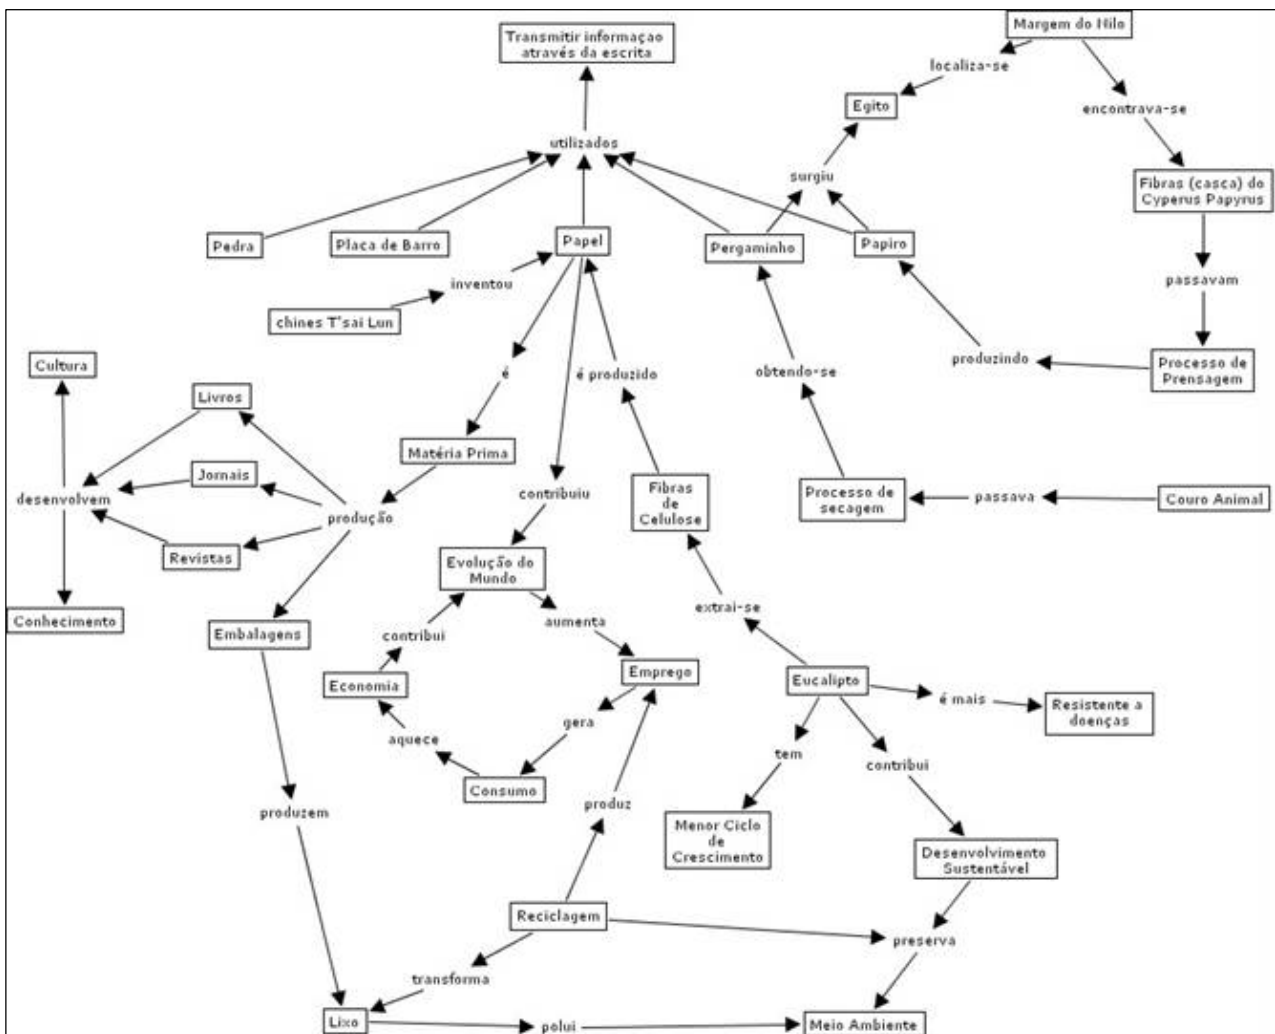 Transmitir informaçao
através da escrita
Margem do Nilo
localiza-se
Egito
encontrava-se
utilizados
surgiu
Fibras (casca) do
Cyperus Papyrus
Pedra
Placa de Barro
Papel
Pergaminho
Papiro
inventou
passavam
chines T'sai Lun
Cultura
Livros
é
é produzido
obtendo-se
produzindo
Processo de
Prensagem
Matéria Prima
Jornais
desenvolvem
produção
contribuiu
Fibras
de
Celulose
Processo de
secagem
passava
Couro Animal
Revistas
Evolução do
Mundo
Conhecimento
Embalagens
contribui
aumenta
extrai-se
Economia
Emprego
Eucalipto
é mais
Resistente a
doenças
aquece
gera
tem
contribui
Consumo
produzem
produz
Menor Ciclo
de
Crescimento
Desenvolvimento
Sustentável
Reciclagem
preserva
transforma
Lixo
polui
Meio Ambiente